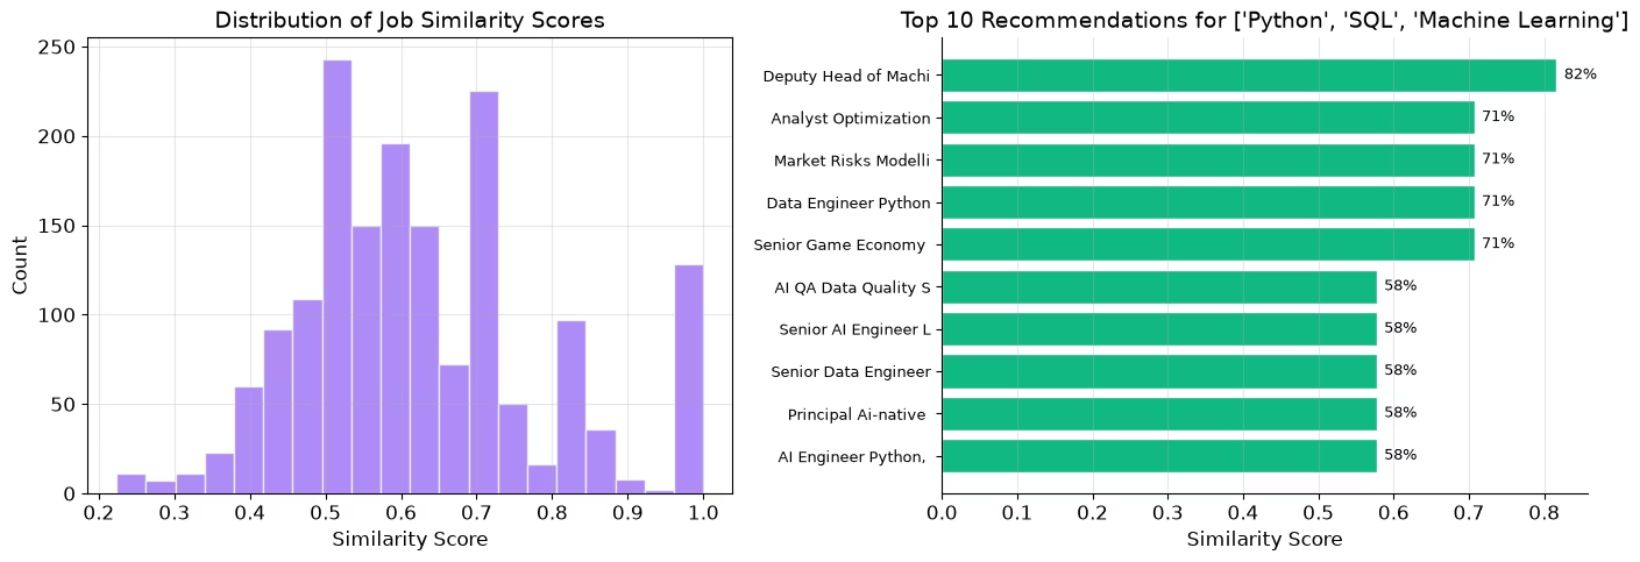 Distribution of Job Similarity Scores
250
200
150
100
50
0
Count
0.2 0.3 0.4 0.5 0.6 0.7 0.8 0.9 1.0
Similarity Score
Top 10 Recommendations for ['Python', 'SQL', 'Machine Learning']
Deputy Head of Machi 82%
Analyst Optimization 71%
Market Risks Modelli 71%
Data Engineer Python 71%
Senior Game Economy 71%
AI QA Data Quality S 58%
Senior AI Engineer L 58%
Senior Data Engineer 58%
Principal Ai-native 58%
AI Engineer Python, 58%
0.0 0.1 0.2 0.3 0.4 0.5 0.6 0.7 0.8
Similarity Score